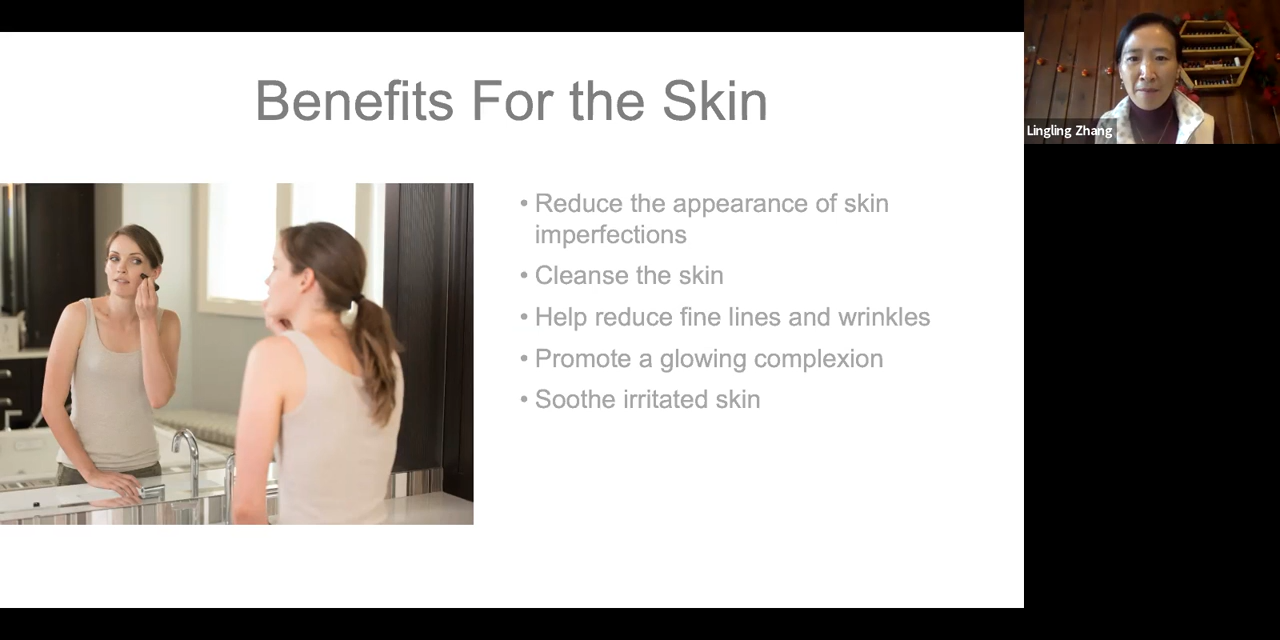 Benefits For the Skin
• Reduce the appearance of skin
imperfections
• Cleanse the skin
• Help reduce fine lines and wrinkles
• Promote a glowing complexion
• Soothe irritated skin
Lingling Zhang